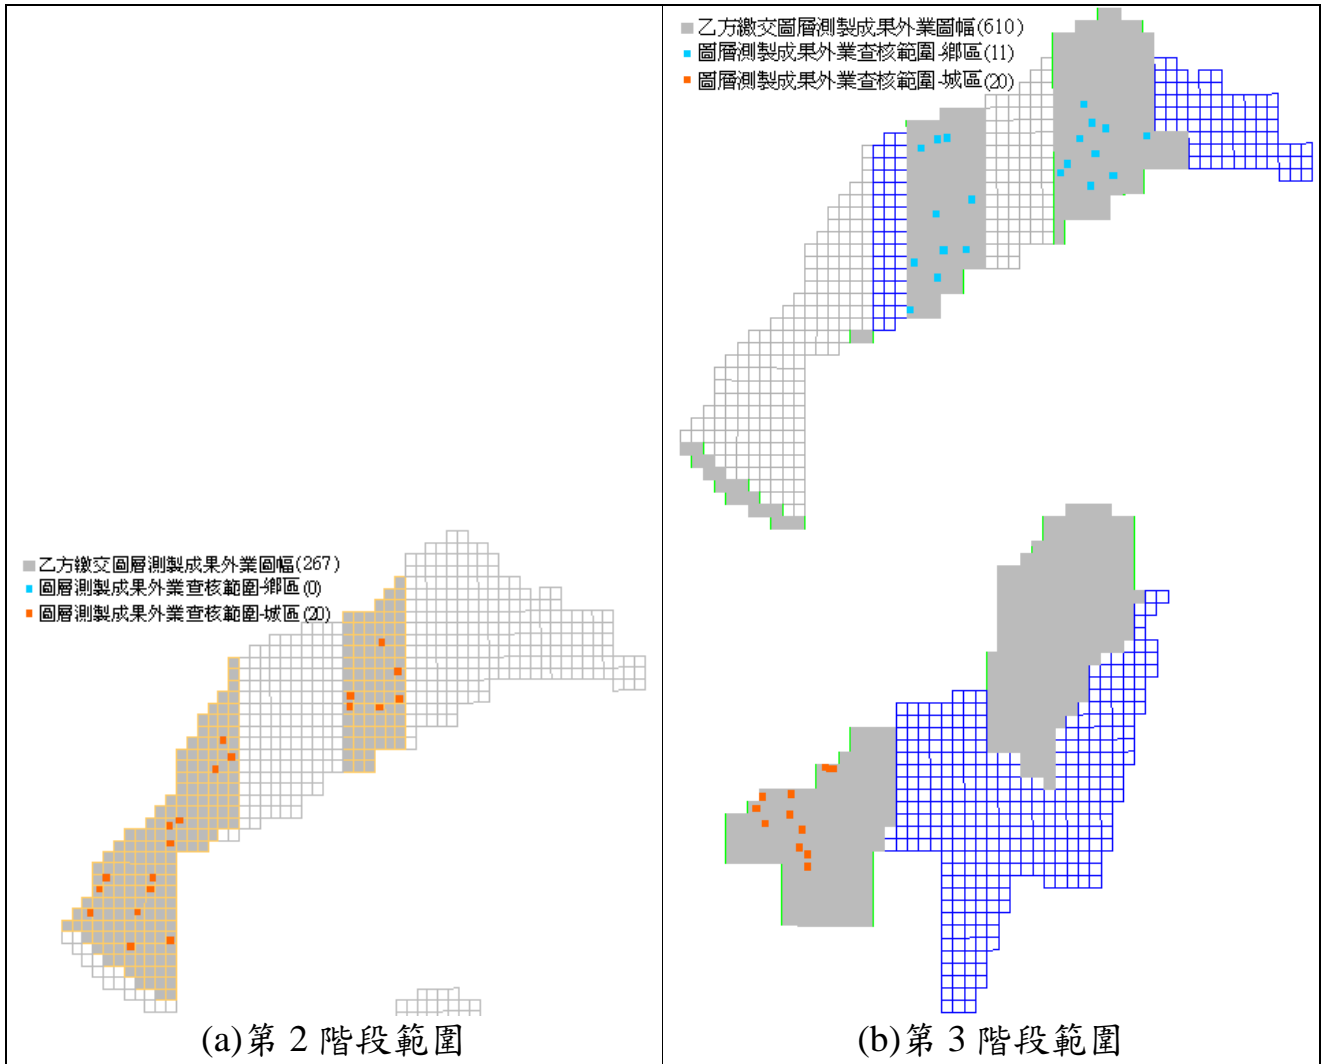 乙方繳交圖層測製成果外業圖幅(267)
圖層測製成果外業查核範圍-鄉區(0)
圖層測製成果外業查核範圍-城區(20)
(a)第 2 階段範圍
乙方繳交圖層測製成果外業圖幅(610)
圖層測製成果外業查核範圍-鄉區(11)
圖層測製成果外業查核範圍-城區(20)
(b)第 3 階段範圍